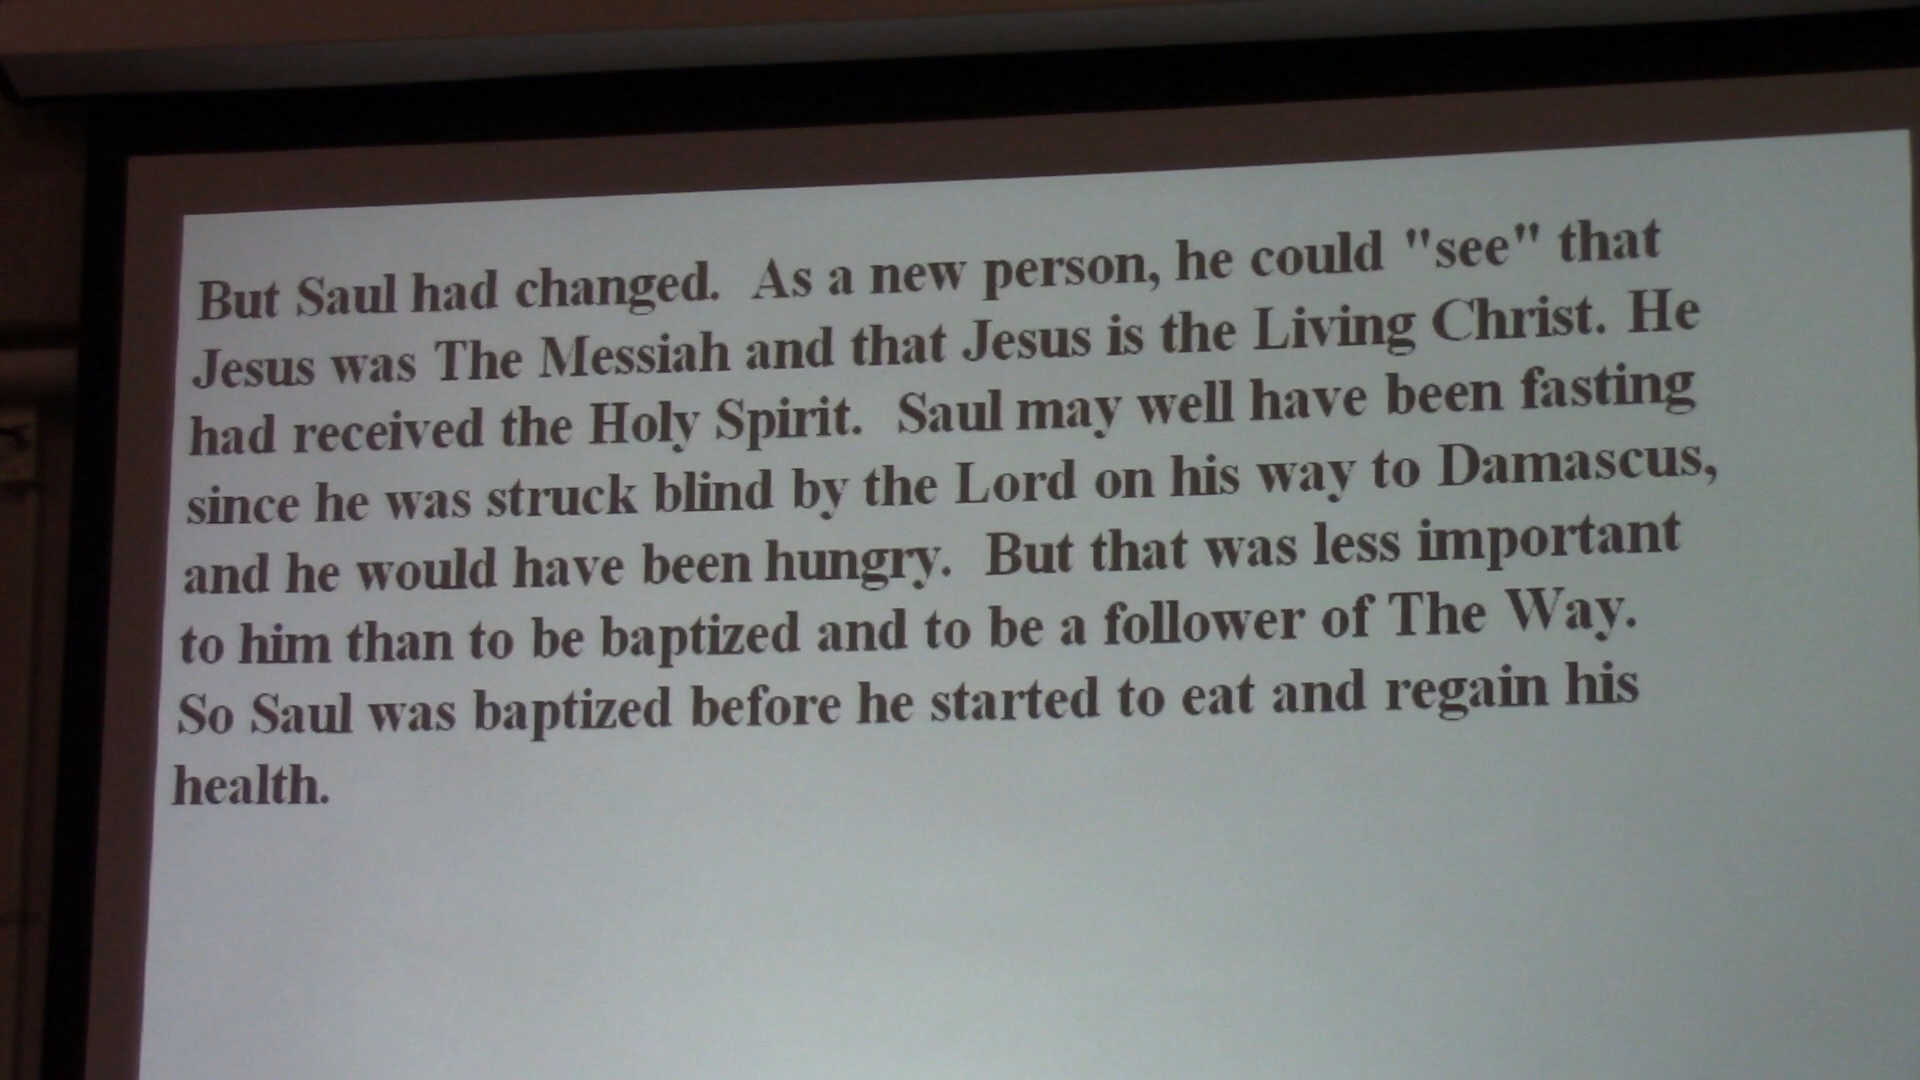 But Saul had changed.  As a new person, he could "see" that
Jesus was The Messiah and that Jesus is the Living Christ. He
had received the Holy Spirit.  Saul may well have been fasting
since he was struck blind by the Lord on his way to Damascus,
and he would have been hungry.  But that was less important
to him than to be baptized and to be a follower of The Way.
So Saul was baptized before he started to eat and regain his
health.